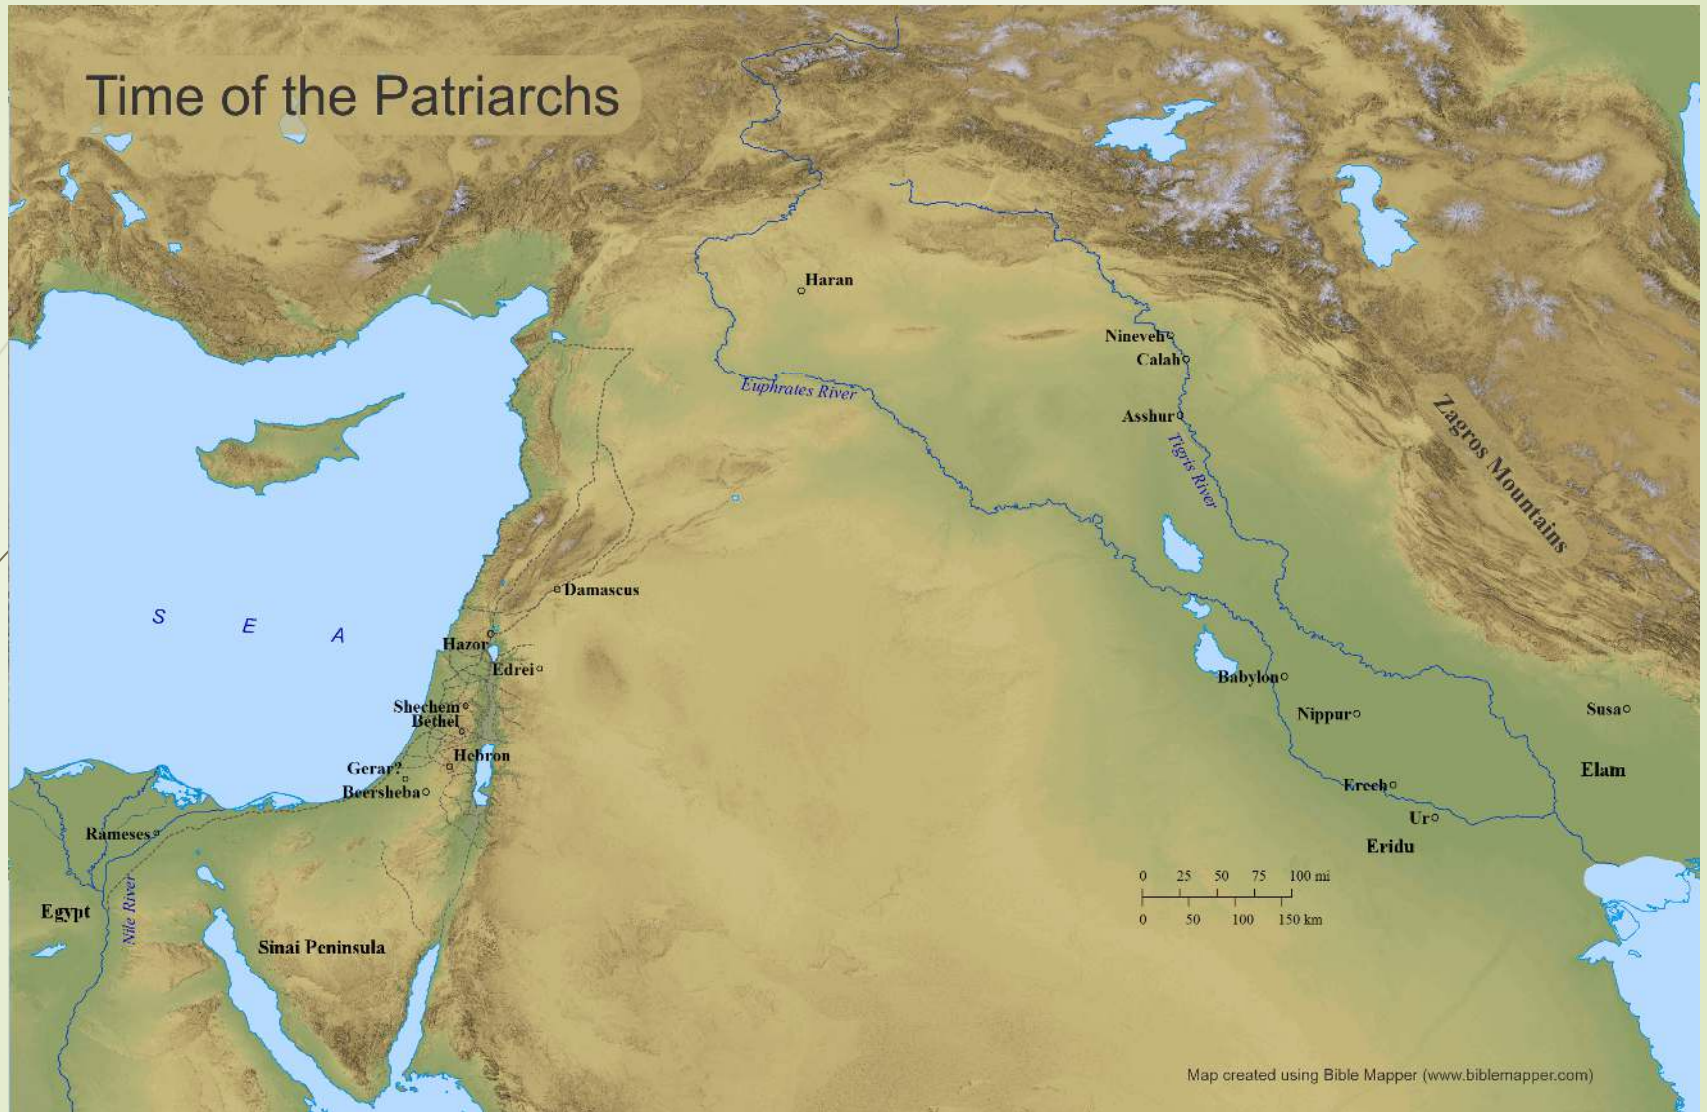 Time of the Patriarchs
Haran
Nineveh
Calah
Euphrates River
Asshur
Zagros Mountains
Tigris River
Damascus
S E A
Hazor
Edrei
Babylon
Shechem
Bethel
Nippur
Susa
Hebron
Gerar?
Elam
Beersheba
Erech
Ur
Rameses
Eridu
0 25 50 75 100 mi
0 50 100 150 km
Egypt
Nile River
Sinai Peninsula
Map created using Bible Mapper (www.biblemapper.com)